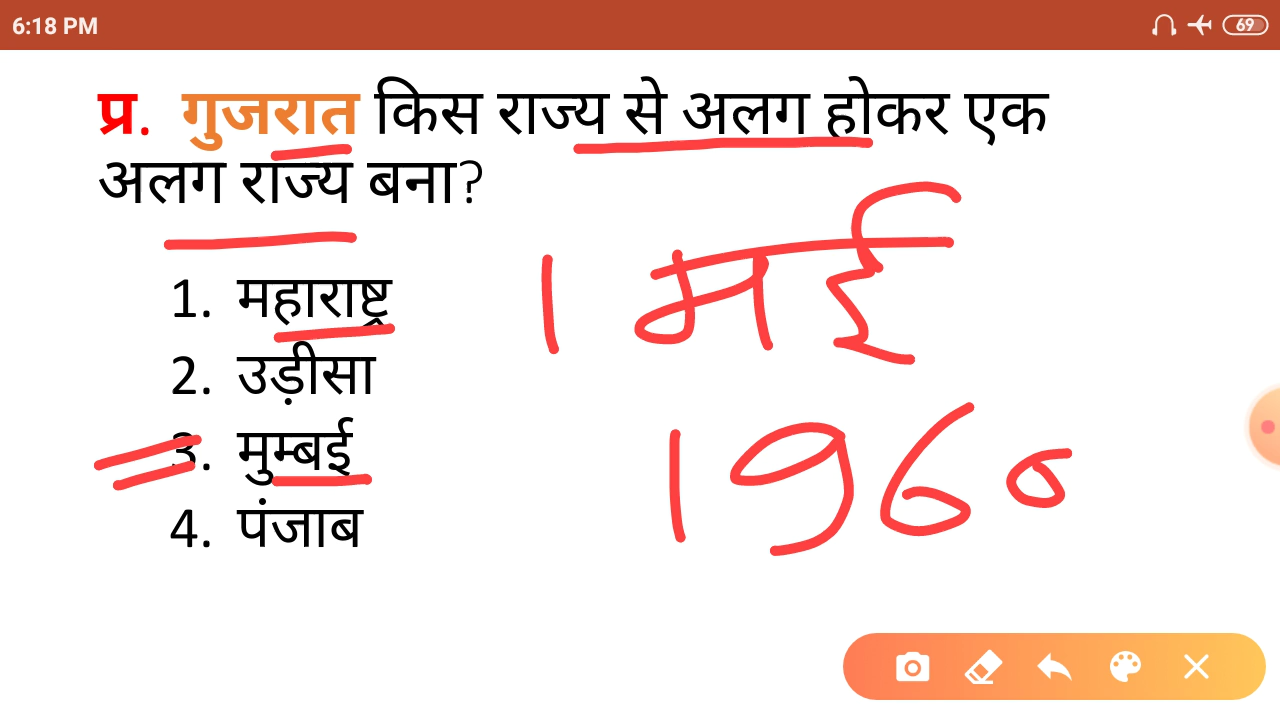 6:18 PM
69
प्र. गुजरात किस राज्य से अलग होकर एक
अलग राज्य बना?
1. महाराष्ट्र
2. उड़ीसा
3. मुम्बई
4. पंजाब
1 मई
1960